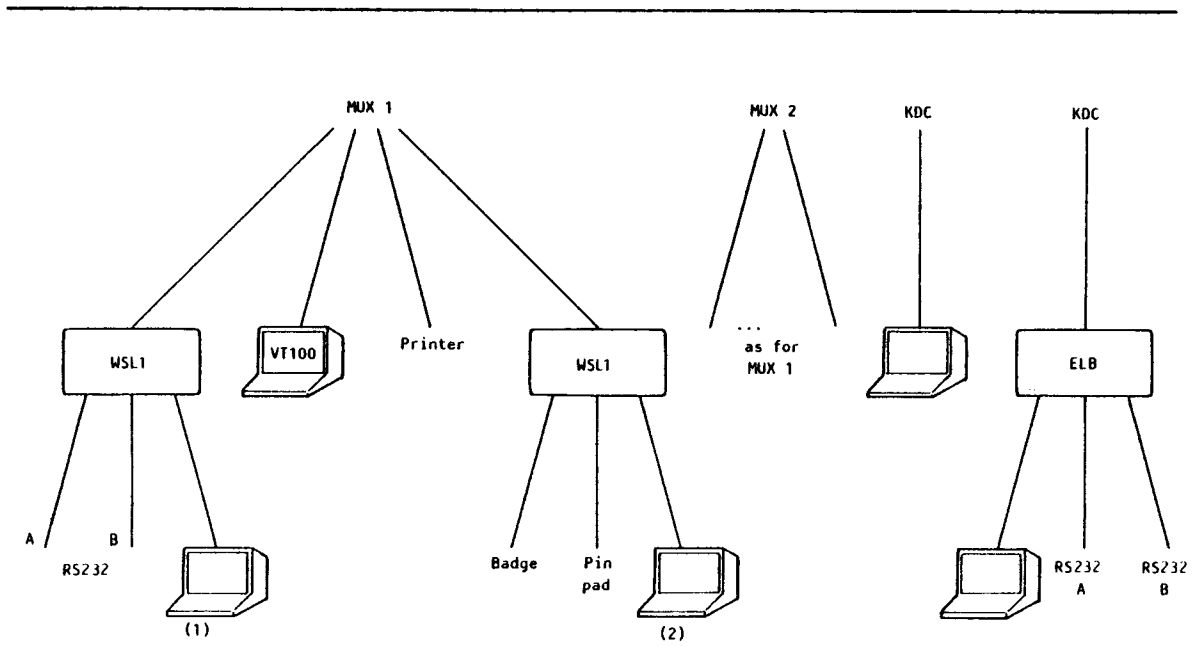 MUX 1
MUX 2
KDC
KDC
WSL1
VT100
Printer
WSL1
...
as for
MUX 1
ELB
A
B
RS232
(1)
Badge
Pin
pad
(2)
RS232
A
RS232
B